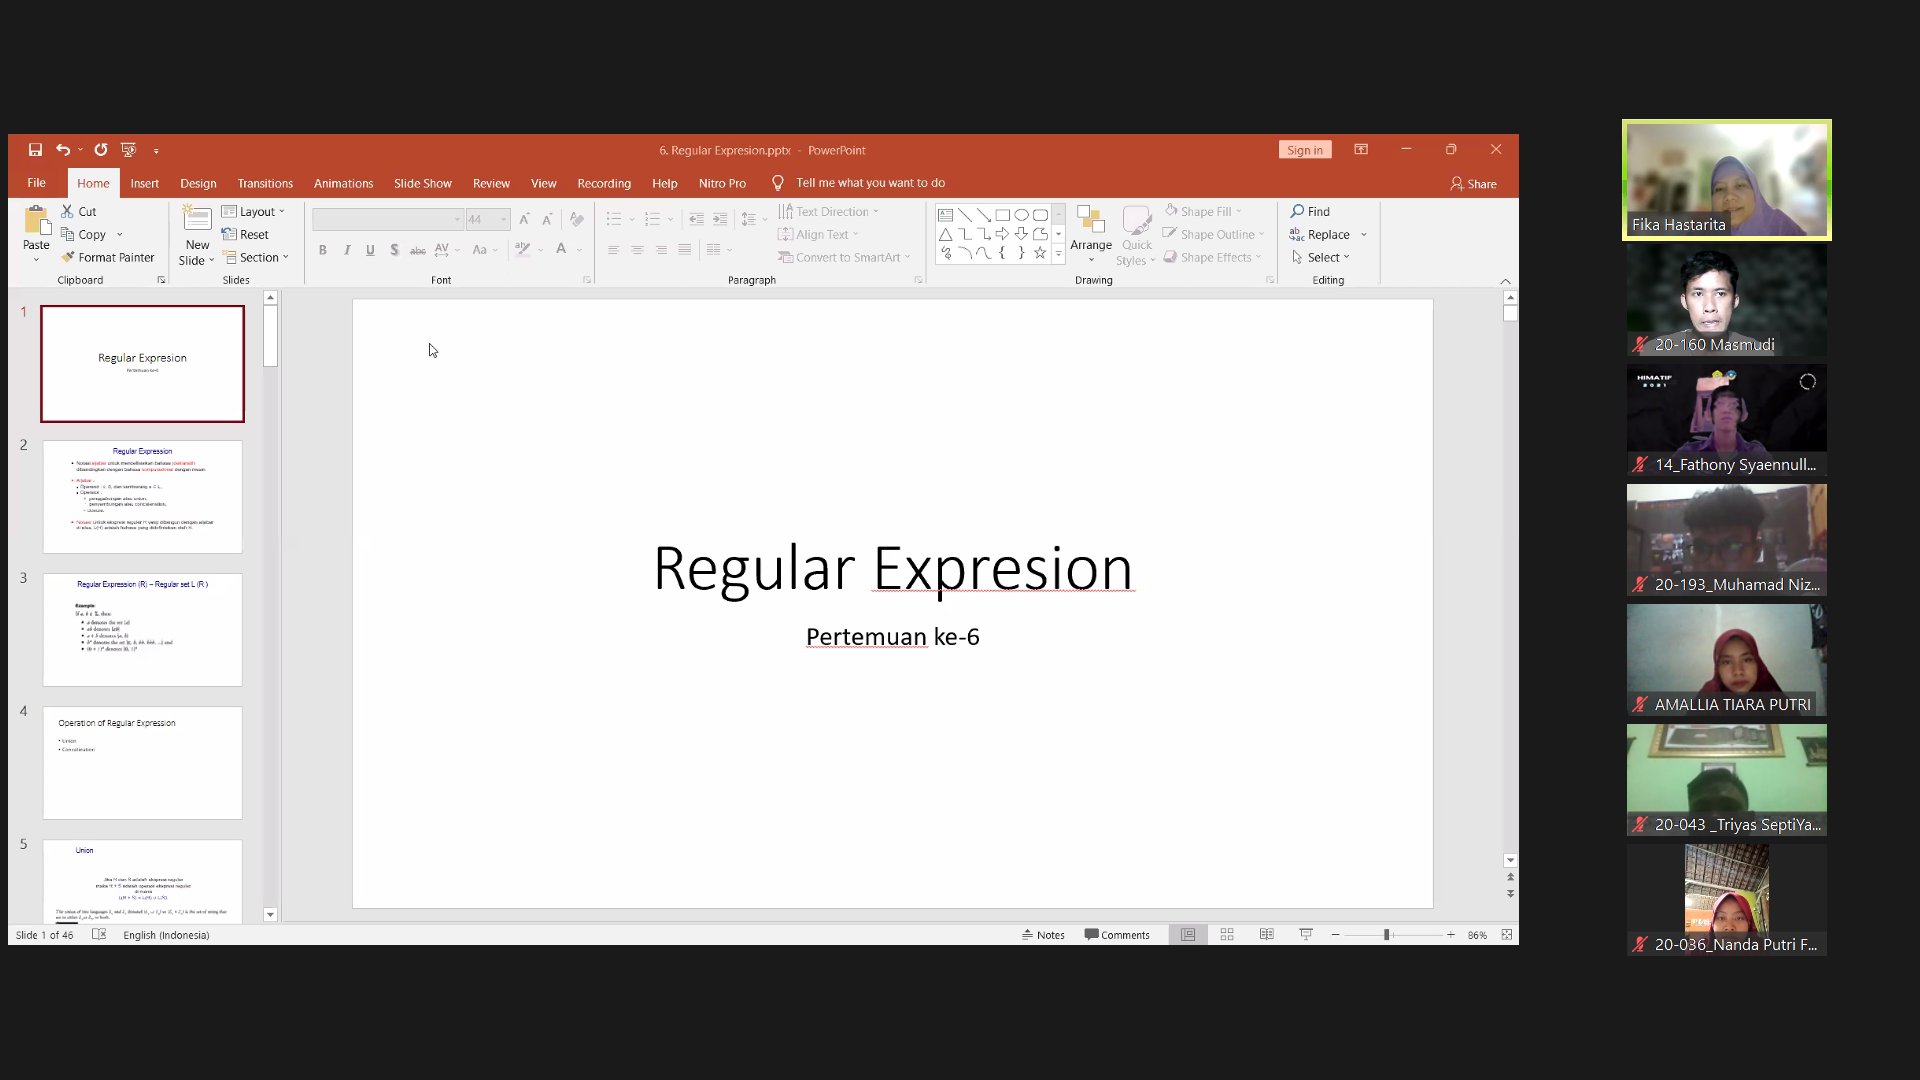 6. Regular Expresion.pptx - PowerPoint
Sign in
File Home Insert Design Transitions Animations Slide Show Review View Recording Help Nitro Pro Tell me what you want to do Share
Paste
Cut
Copy
Format Painter
Clipboard
New Slide
Layout
Reset
Section
Slides
44
Font
Paragraph
Text Direction
Align Text
Convert to SmartArt
Arrange
Quick Styles
Shape Fill
Shape Outline
Shape Effects
Drawing
Find
Replace
Select
Editing
1
Regular Expresion
Pertemuan ke-6
2
Regular Expression
3
Regular Expression (R) – Regular set L (R )
Example:
4
Operation of Regular Expression
• Union
5
Union
Regular Expresion
Pertemuan ke-6
Slide 1 of 46
English (Indonesia)
Notes
Comments
86%
Fika Hastarita
20-160 Masmudi
HIMATIF
2021
14_Fathony Syaennull...
20-193_Muhamad Niz...
AMALLIA TIARA PUTRI
20-043 _Triyas SeptiYa...
20-036_Nanda Putri F...